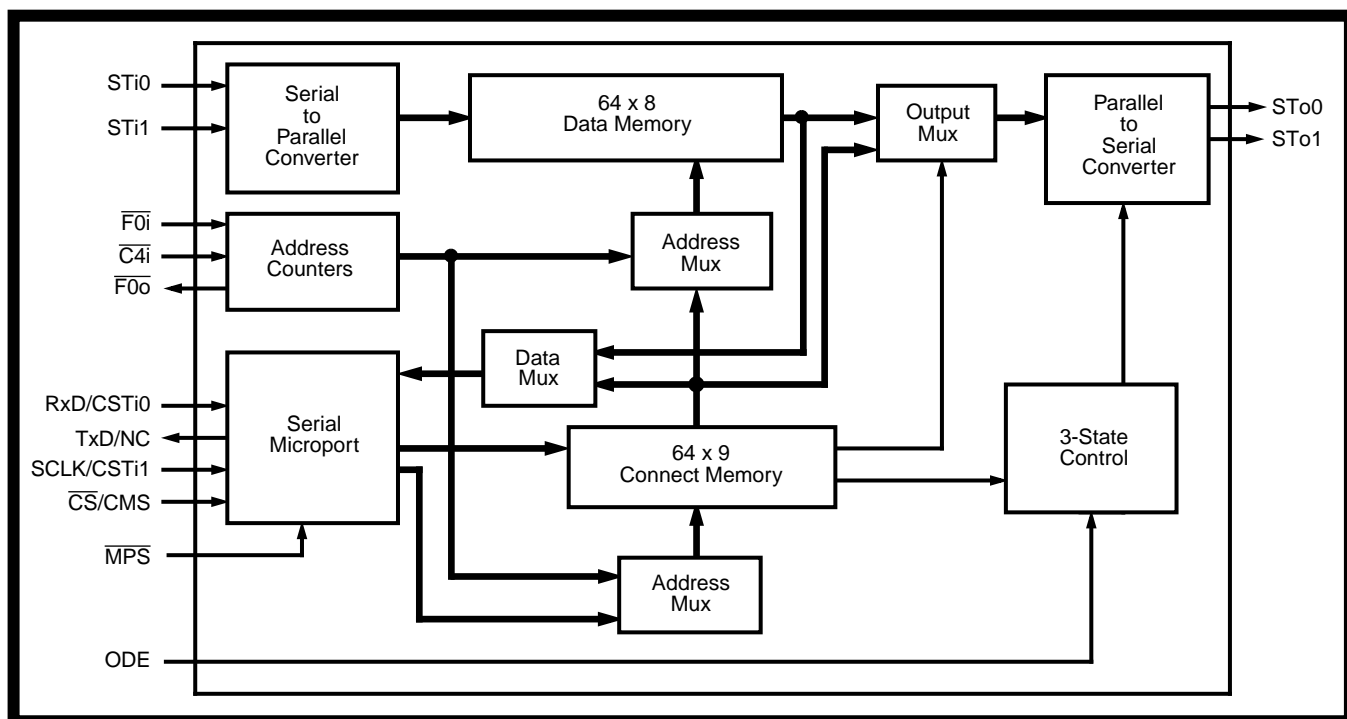 STi0
STi1
Serial
to
Parallel
Converter
64 x 8
Data Memory
Output
Mux
Parallel
to
Serial
Converter
STo0
STo1
F0i
C4i
F0o
Address
Counters
Address
Mux
Data
Mux
RxD/CSTi0
TxD/NC
SCLK/CSTi1
CS/CMS
MPS
Serial
Microport
64 x 9
Connect Memory
3-State
Control
Address
Mux
ODE